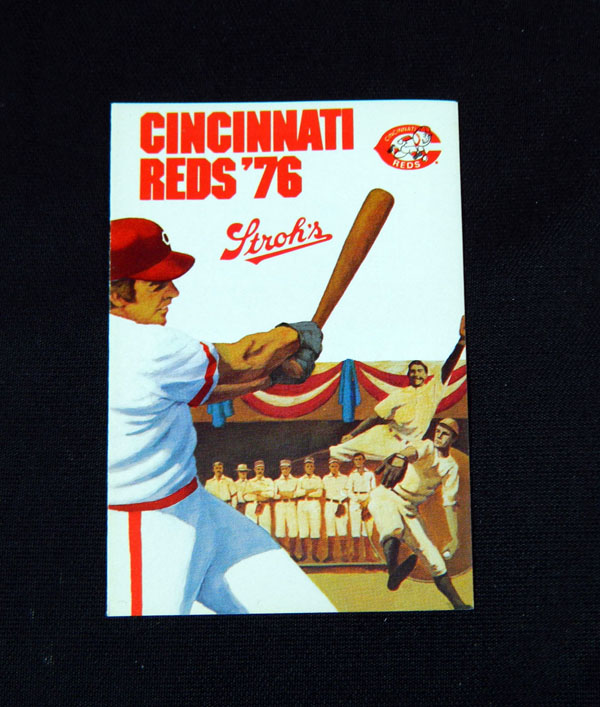 CINCINNATI
REDS '76
CINCINNATI
REDS
Stroh's